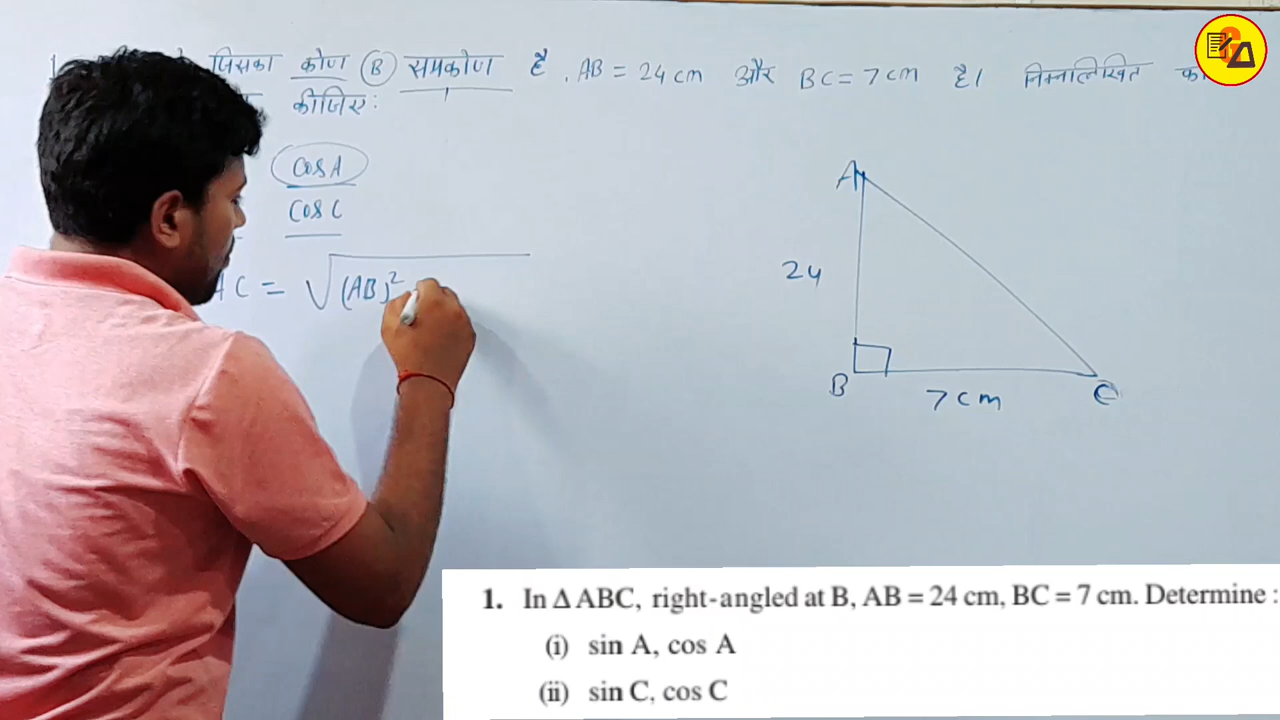 जिसका कोण B समकोण है . AB = 24 cm और BC = 7 cm है। निम्नलिखित
कीजिए:
cos A
cos C
AC = √(AB)²
A
24
B
7 cm
C
1. In Δ ABC, right-angled at B, AB = 24 cm, BC = 7 cm. Determine :
(i) sin A, cos A
(ii) sin C, cos C